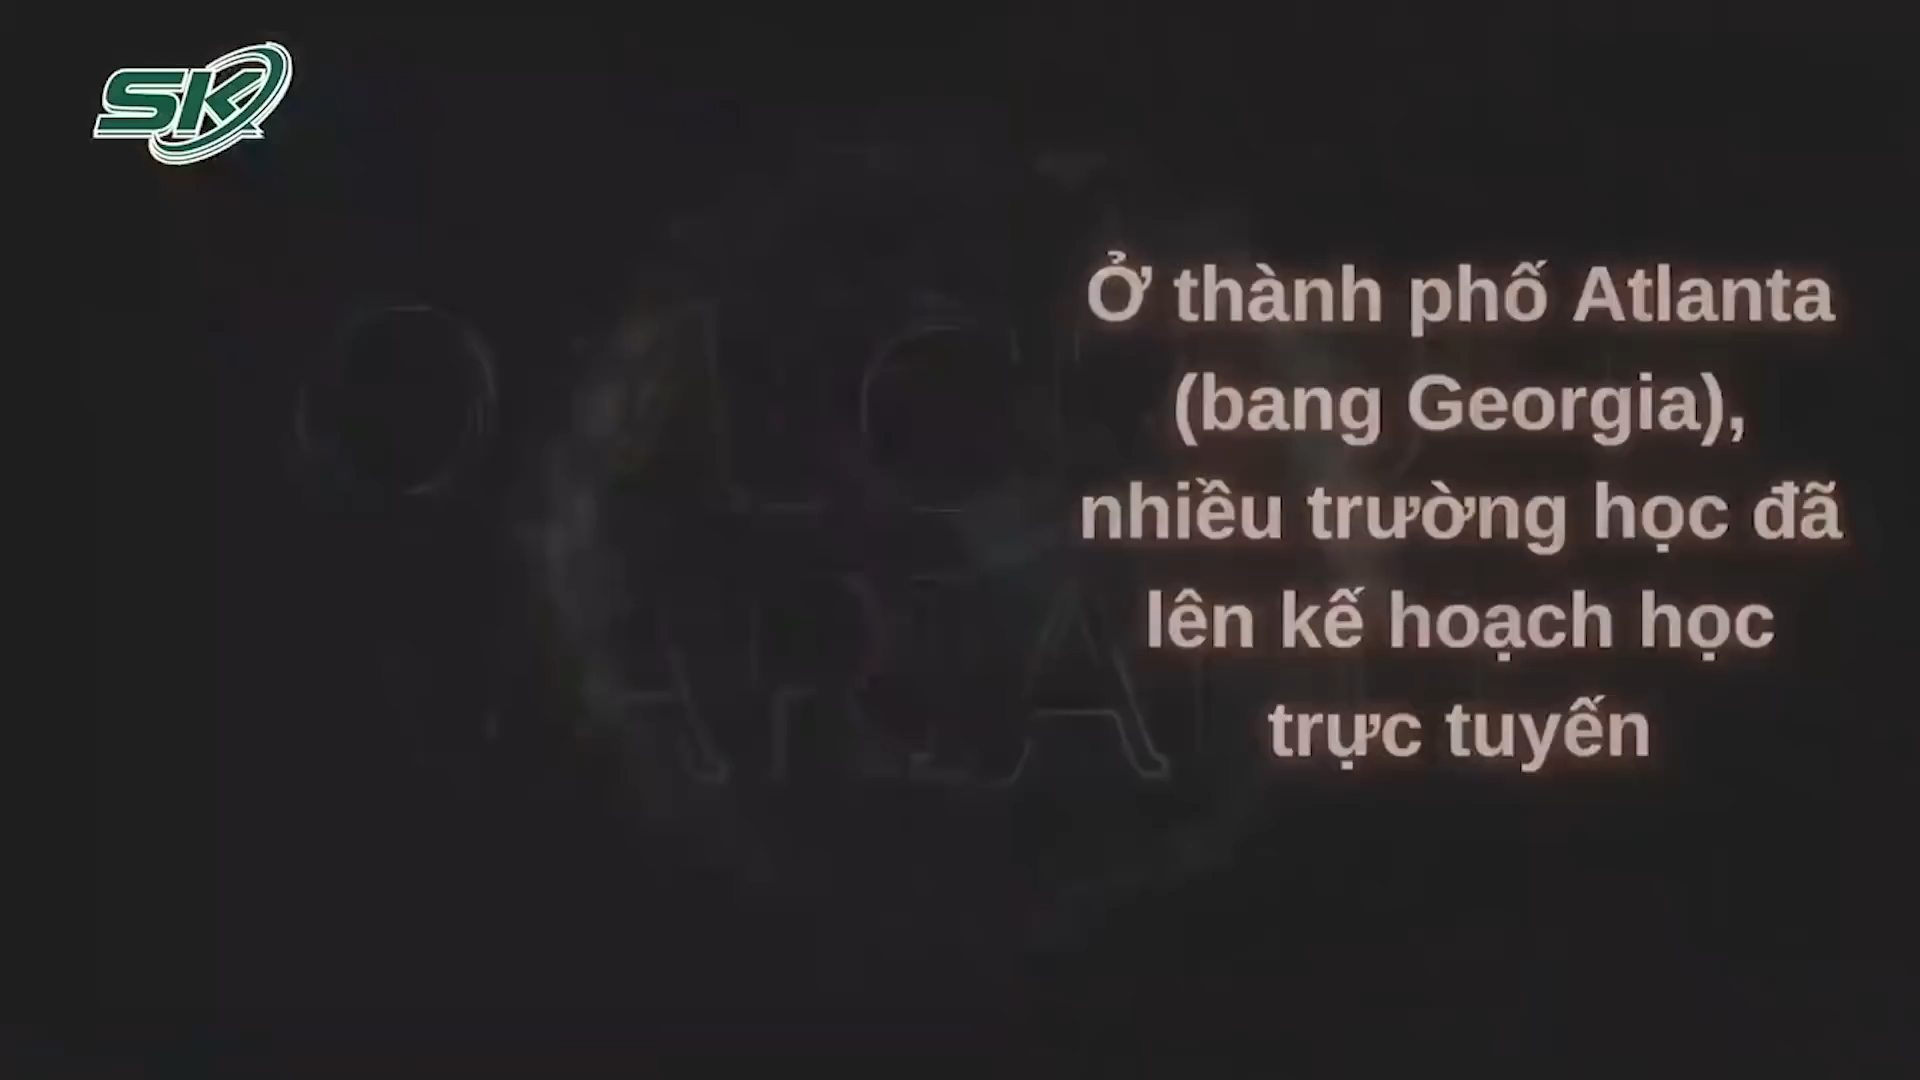 SK
Ở thành phố Atlanta
(bang Georgia),
nhiều trường học đã
lên kế hoạch học
trực tuyến